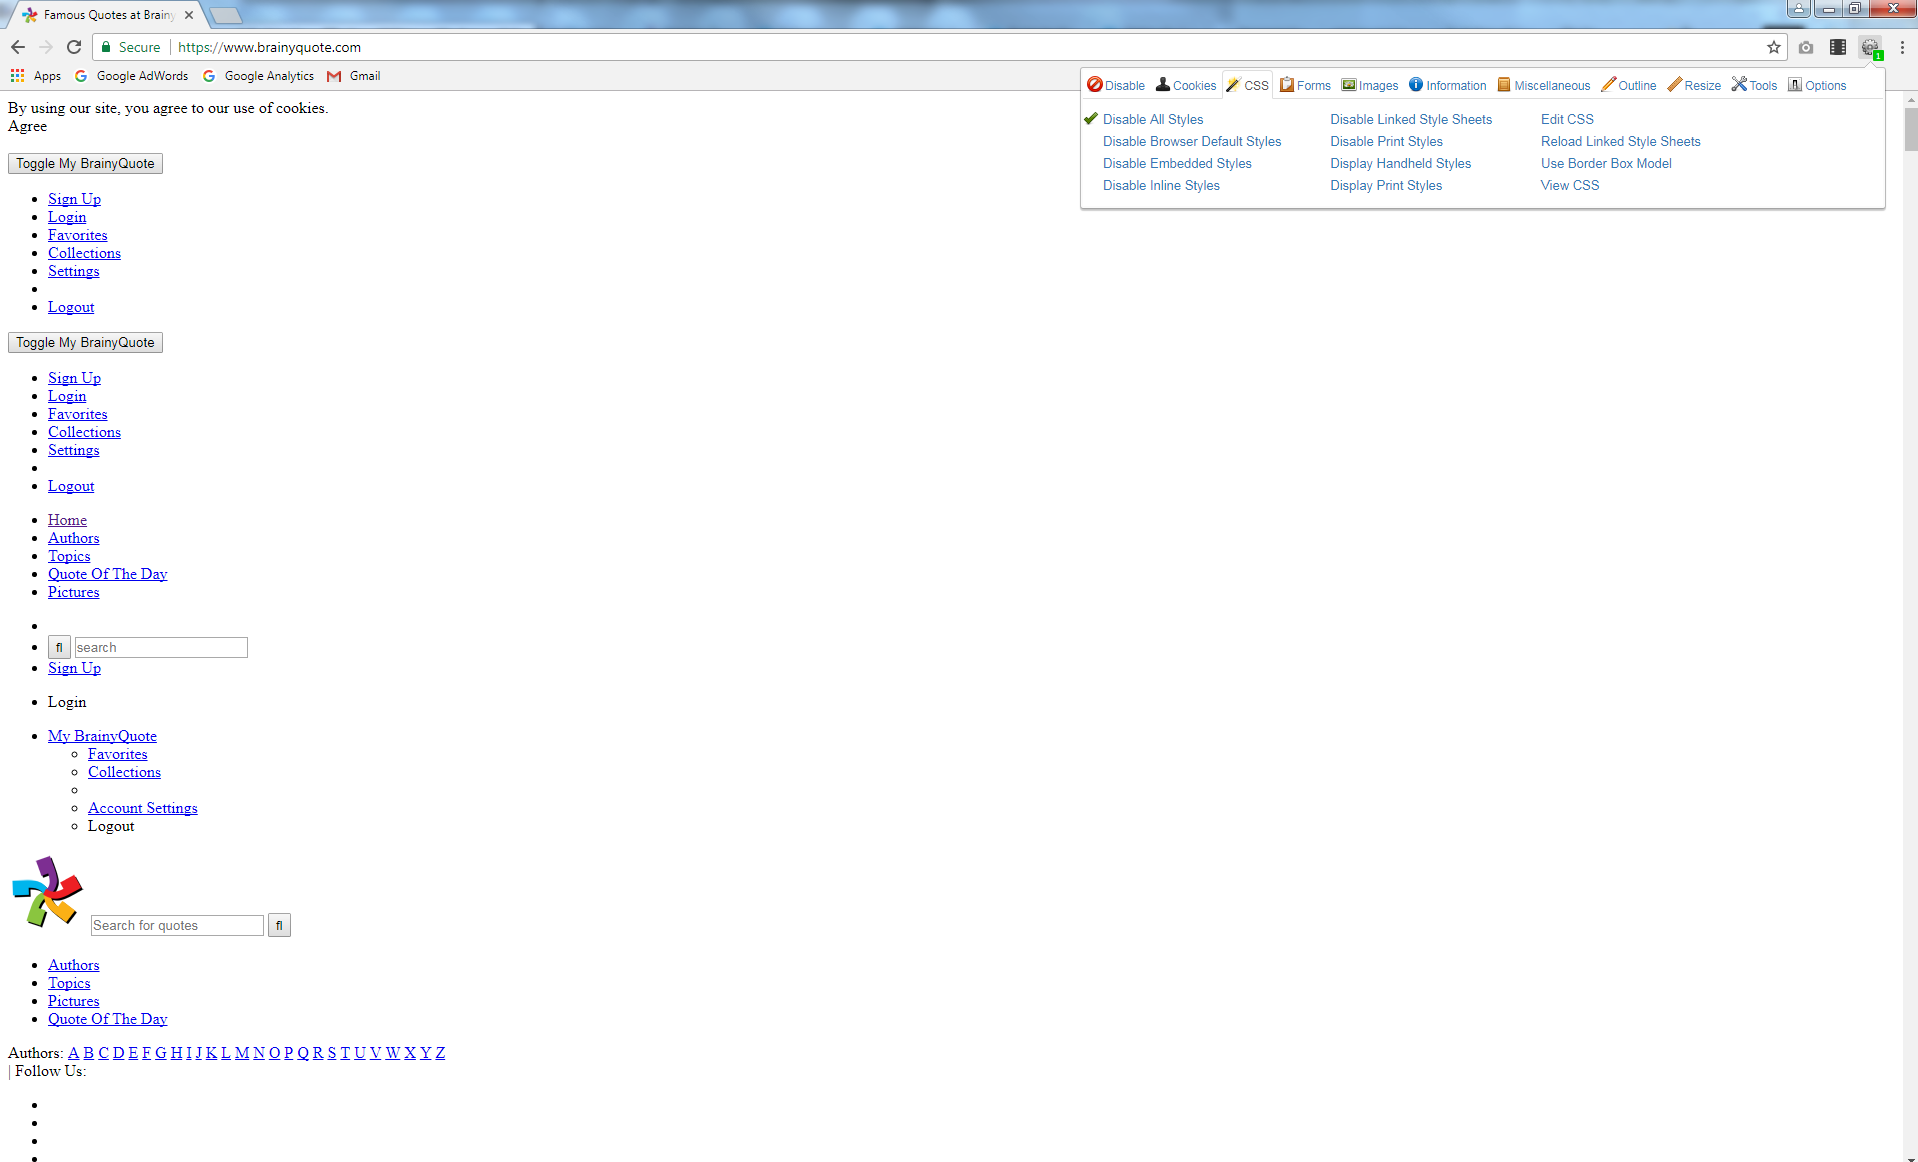 Famous Quotes at Brainy
Secure https://www.brainyquote.com
1
Apps Google AdWords Google Analytics Gmail
Disable Cookies CSS Forms Images Information Miscellaneous Outline Resize Tools Options
Disable All Styles Disable Linked Style Sheets Edit CSS
Disable Browser Default Styles Disable Print Styles Reload Linked Style Sheets
Disable Embedded Styles Display Handheld Styles Use Border Box Model
Disable Inline Styles Display Print Styles View CSS
By using our site, you agree to our use of cookies.
Agree
Toggle My BrainyQuote
Sign Up
Login
Favorites
Collections
Settings
Logout
Toggle My BrainyQuote
Sign Up
Login
Favorites
Collections
Settings
Logout
Home
Authors
Topics
Quote Of The Day
Pictures
fl search
Sign Up
Login
My BrainyQuote
Favorites
Collections
Account Settings
Logout
Search for quotes fl
Authors
Topics
Pictures
Quote Of The Day
Authors: A B C D E F G H I J K L M N O P Q R S T U V W X Y Z
| Follow Us: